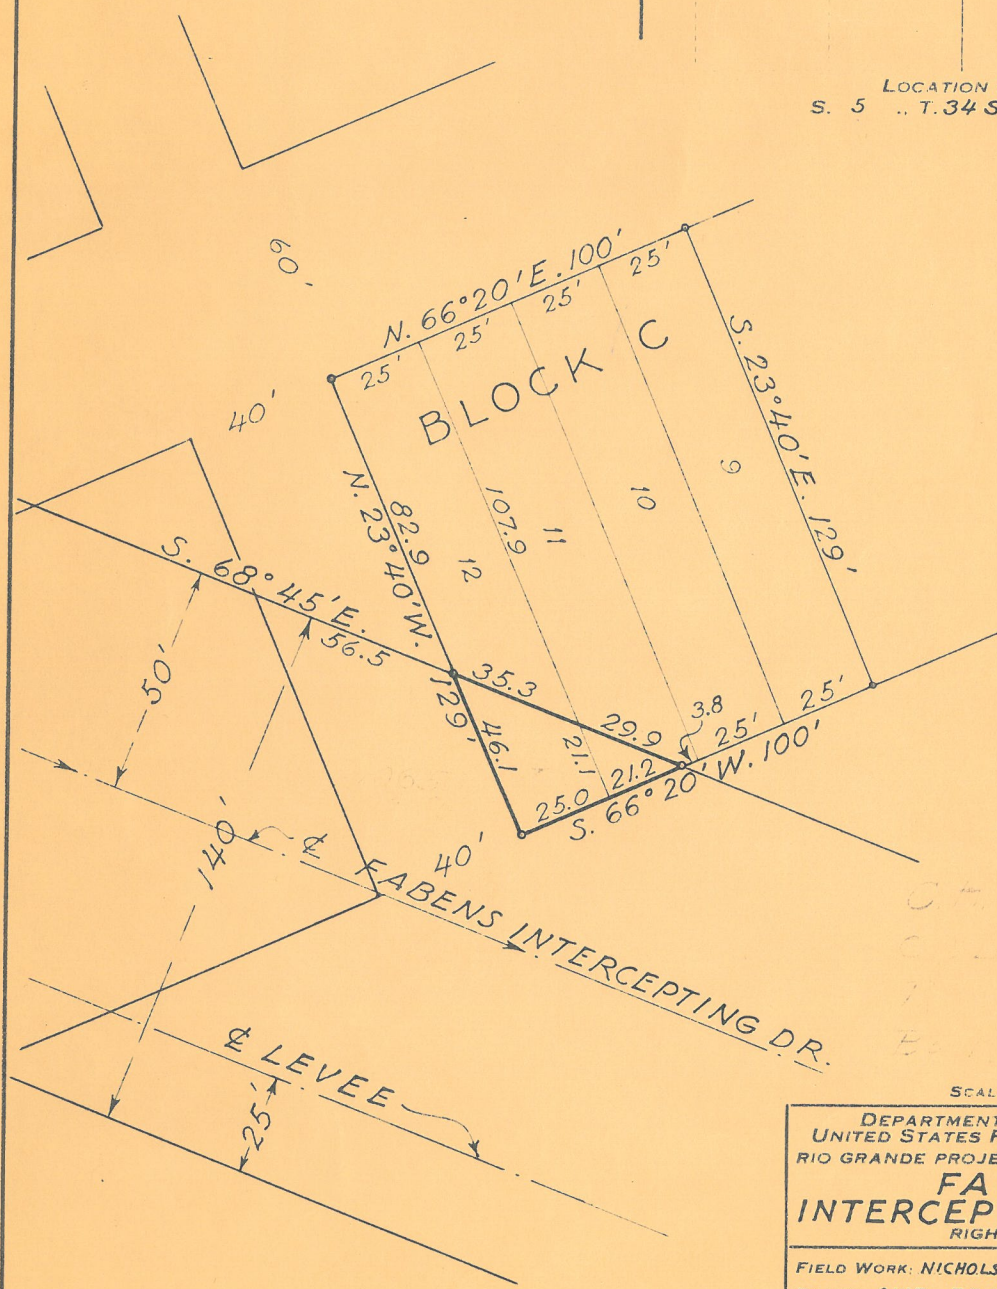 LOCATION
S. 5 .. T. 34 S
60'
N. 66°20'E. 100'
25'
25'
25'
25'
BLOCK C
40'
S. 23°40'E. 129'
N. 23°40'W. 129'
82.9
107.9
12
11
10
9
S. 68°45'E.
56.5
50'
35.3
29.9
3.8
46.1
21.1
25.0
21.2
25'
25'
S. 66°20'W. 100'
40'
140'
℄ FABENS INTERCEPTING DR.
℄ LEVEE
25'
SCAL
DEPARTMENT
UNITED STATES R
RIO GRANDE PROJE
FA
INTERCEP
RIGH
FIELD WORK: NICHOLS